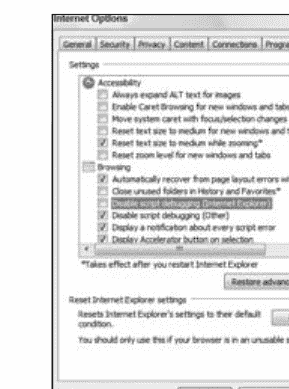 Internet Options
General Security Privacy Content Connections Progra
Settings
Accessibility
Always expand ALT text for images
Enable Caret Browsing for new windows and tabs
Move system caret with focus/selection changes
Reset text size to medium for new windows and t
Reset text size to medium while zooming*
Reset zoom level for new windows and tabs
Browsing
Automatically recover from page layout errors wi
Close unused folders in History and Favorites*
Disable script debugging (Internet Explorer)
Disable script debugging (Other)
Display a notification about every script error
Display Accelerator button on selection
*Takes effect after you restart Internet Explorer
Restore advanc
Reset Internet Explorer settings
Resets Internet Explorer's settings to their default
condition.
You should only use this if your browser is in an unusable s